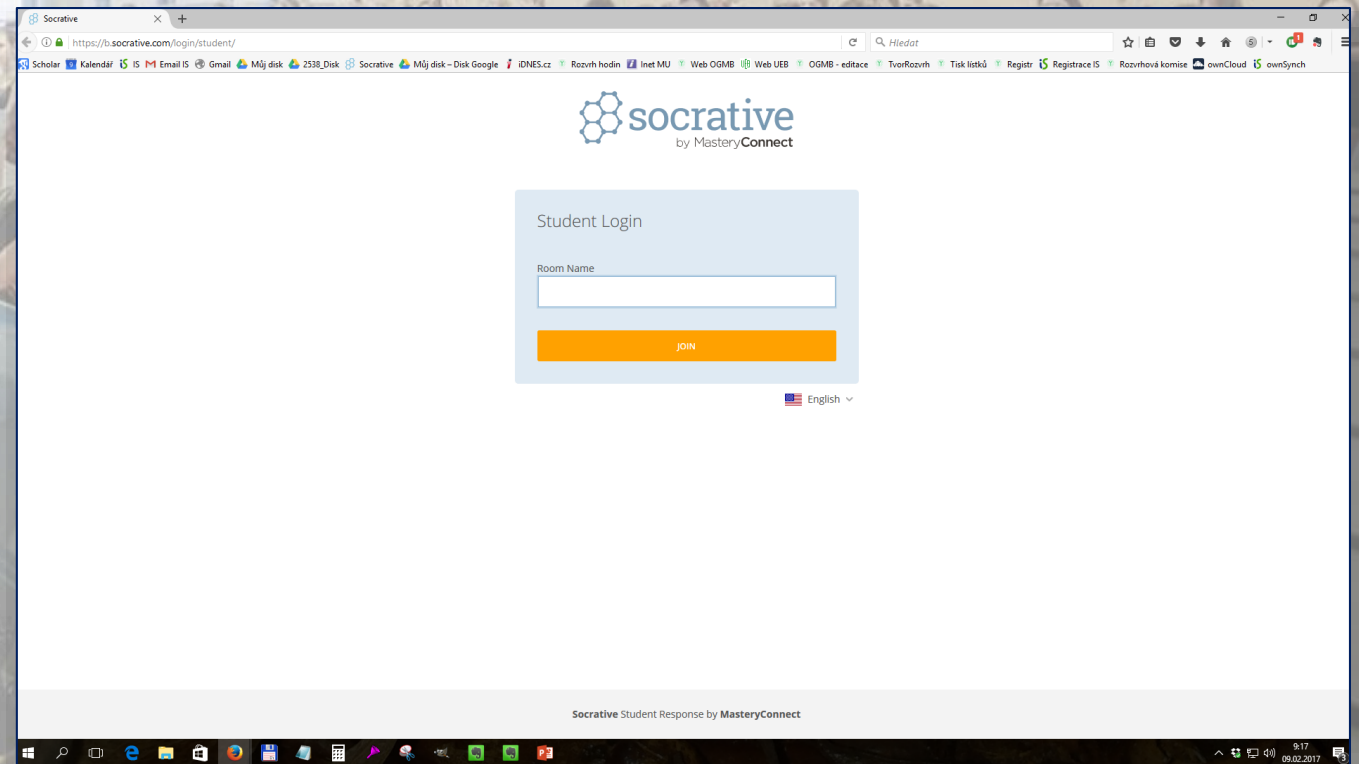 Socrative
https://b.socrative.com/login/student/
Hledat
5
1
Scholar Kalendář IS Email IS Gmail Můj disk 2538_Disk Socrative Můj disk – Disk Google iDNES.cz Rozvrh hodin Inet MU Web OGMB Web UEB OGMB - editace TvorRozvrh Tisk lístků Registr Registrace IS Rozvrhová komise ownCloud ownSynch
socrative
by MasteryConnect
Student Login
Room Name
JOIN
English
Socrative Student Response by MasteryConnect
9:17
09.02.2017